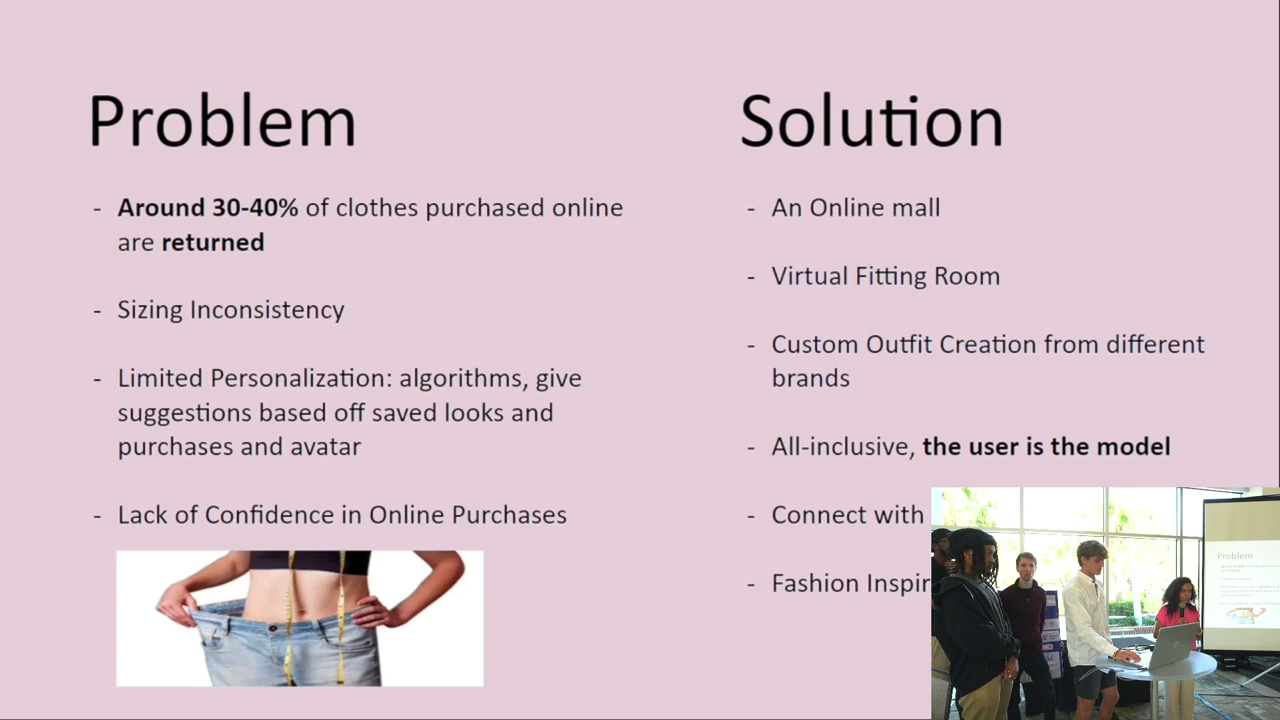 Problem
- Around 30-40% of clothes purchased online
are returned
- Sizing Inconsistency
- Limited Personalization: algorithms, give
suggestions based off saved looks and
purchases and avatar
- Lack of Confidence in Online Purchases
Solution
- An Online mall
- Virtual Fitting Room
- Custom Outfit Creation from different
brands
- All-inclusive, the user is the model
- Connect with
- Fashion
Problem